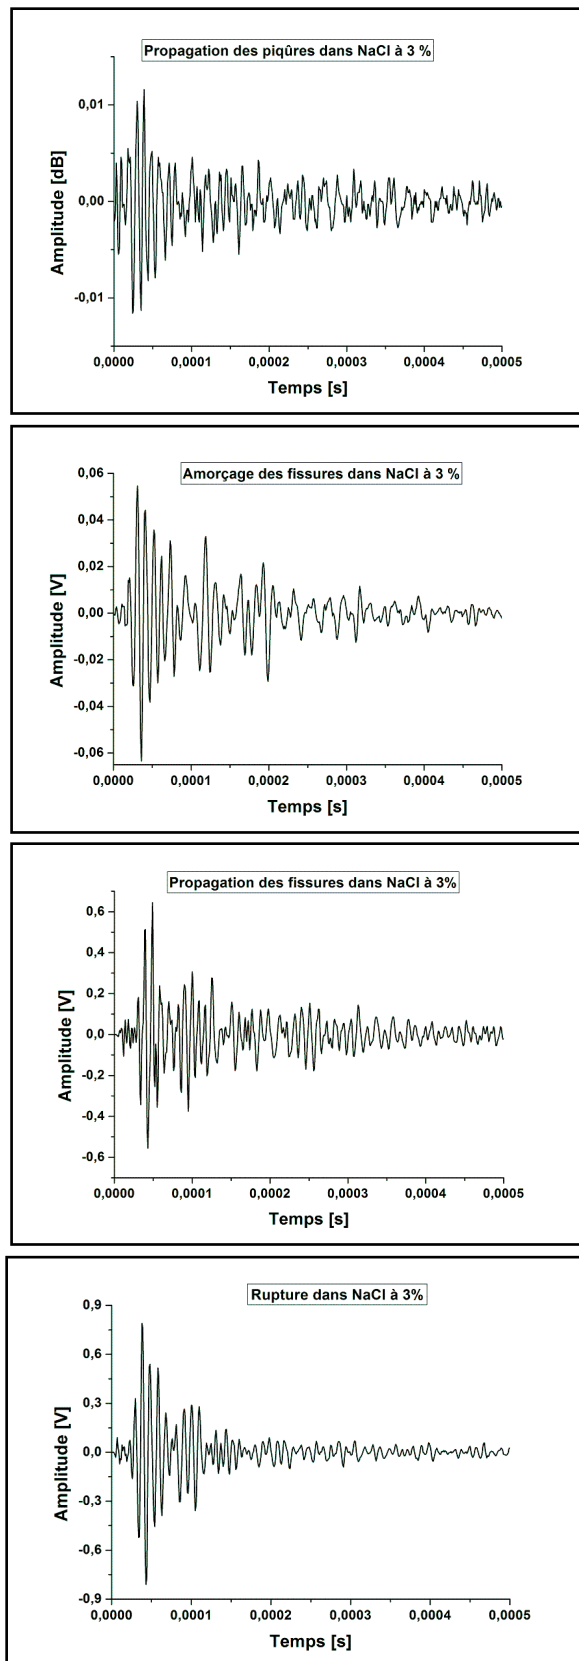 Propagation des piqûres dans NaCl à 3 %
0,01
0,00
-0,01
Amplitude [dB]
0,0000 0,0001 0,0002 0,0003 0,0004 0,0005
Temps [s]
Amorçage des fissures dans NaCl à 3 %
0,06
0,04
0,02
0,00
-0,02
-0,04
-0,06
Amplitude [V]
0,0000 0,0001 0,0002 0,0003 0,0004 0,0005
Temps [s]
Propagation des fissures dans NaCl à 3%
0,6
0,4
0,2
0,0
-0,2
-0,4
-0,6
Amplitude [V]
0,0000 0,0001 0,0002 0,0003 0,0004 0,0005
Temps [s]
Rupture dans NaCl à 3%
0,9
0,6
0,3
0,0
-0,3
-0,6
-0,9
Amplitude [V]
0,0000 0,0001 0,0002 0,0003 0,0004 0,0005
Temps [s]